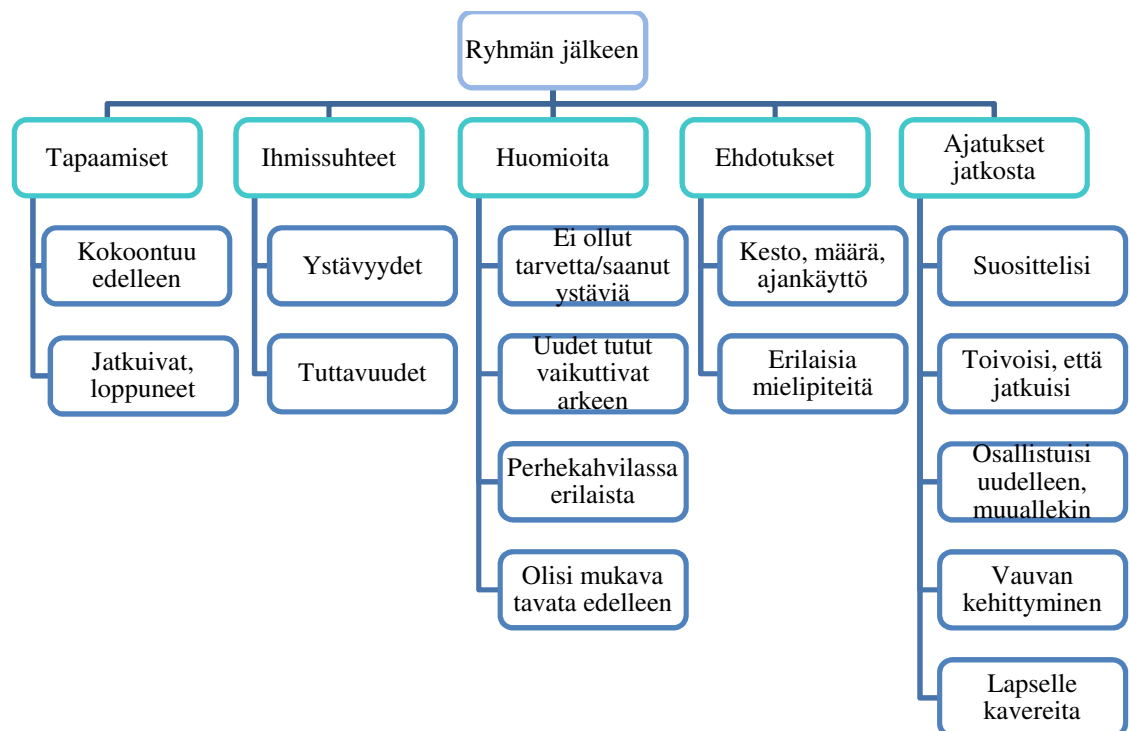 Ryhmän jälkeen
Tapaamiset
Kokoontuu
edelleen
Jatkuivat,
loppuneet
Ihmissuhteet
Ystävyydet
Tuttavuudet
Huomioita
Ei ollut
tarvetta/saanut
ystäviä
Uudet tutut
vaikuttivat
arkeen
Perhekahvilassa
erilaista
Olisi mukava
tavata edelleen
Ehdotukset
Kesto, määrä,
ajankäyttö
Erilaisia
mielipiteitä
Ajatukset
jatkosta
Suosittelisi
Toivoisi, että
jatkuisi
Osallistuisi
uudelleen,
muuallekin
Vauvan
kehittyminen
Lapselle
kavereita